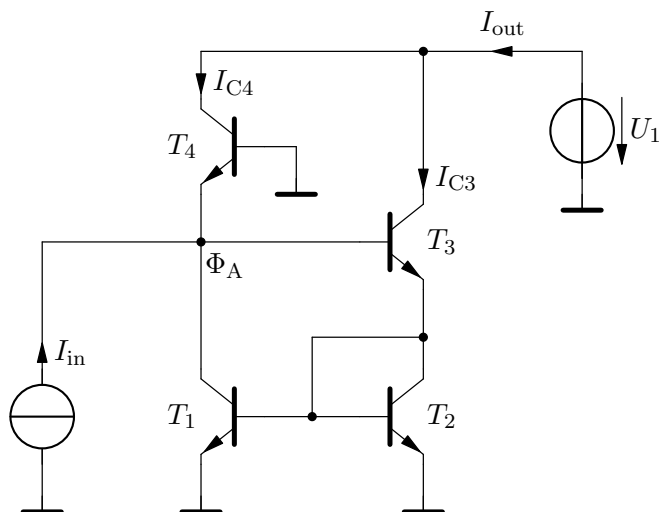 I_out
I_C4
T_4
U_1
I_C3
T_3
Φ_A
I_in
T_1
T_2